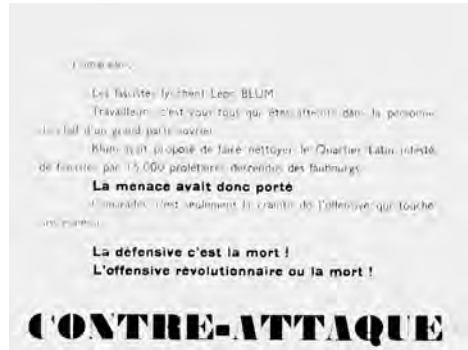 Camarades,
Les fascistes lynchent Léon BLUM
Travailleurs, c'est vous tous qui êtes atteints dans la personne
du chef d'un grand parti ouvrier.
Blum avait proposé de faire nettoyer le Quartier Latin infesté
de fascistes par 15.000 prolétaires descendus des faubourgs.
La menace avait donc porté
Camarades, c'est seulement la crainte de l'offensive qui touche
La défensive c'est la mort !
L'offensive révolutionnaire ou la mort !
CONTRE-ATTAQUE